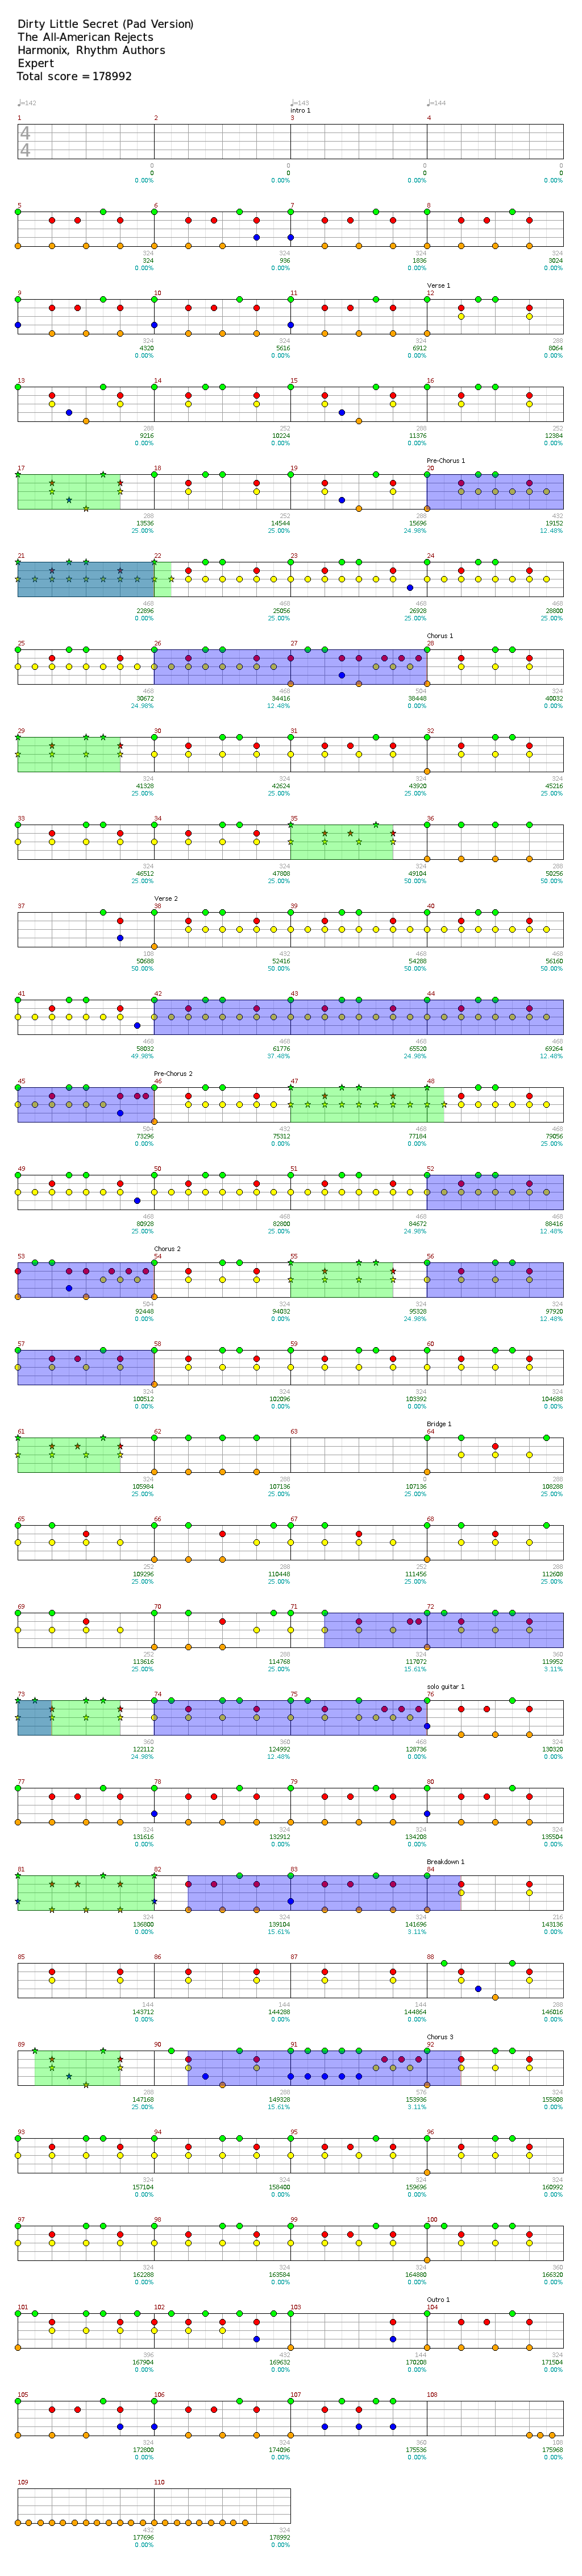 Dirty Little Secret (Pad Version)
The All-American Rejects
Harmonix, Rhythm Authors
Expert
Total score = 178992
♩=142 ♩=143 ♩=144
intro 1
1 2 3 4
4
4
0 0 0 0
0 0 0 0
0.00% 0.00% 0.00% 0.00%
5 6 7 8
324 324 324 324
324 936 1836 3024
0.00% 0.00% 0.00% 0.00%
Verse 1
9 10 11 12
324 324 324 288
4320 5616 6912 8064
0.00% 0.00% 0.00% 0.00%
13 14 15 16
288 252 288 252
9216 10224 11376 12384
0.00% 0.00% 0.00% 0.00%
Pre-Chorus 1
17 18 19 20
288 252 288 432
13536 14544 15696 19152
25.00% 25.00% 24.98% 12.48%
21 22 23 24
468 468 468 468
22896 25056 26928 28800
0.00% 25.00% 25.00% 25.00%
Chorus 1
25 26 27 28
468 468 504 324
30672 34416 38448 40032
24.98% 12.48% 0.00% 0.00%
29 30 31 32
324 324 324 324
41328 42624 43920 45216
25.00% 25.00% 25.00% 25.00%
33 34 35 36
324 324 324 288
46512 47808 49104 50256
25.00% 25.00% 50.00% 50.00%
Verse 2
37 38 39 40
108 432 468 468
50688 52416 54288 56160
50.00% 50.00% 50.00% 50.00%
41 42 43 44
468 468 468 468
58032 61776 65520 69264
49.98% 37.48% 24.98% 12.48%
Pre-Chorus 2
45 46 47 48
504 432 468 468
73296 75312 77184 79056
0.00% 0.00% 0.00% 25.00%
49 50 51 52
468 468 468 468
80928 82800 84672 88416
25.00% 25.00% 24.98% 12.48%
Chorus 2
53 54 55 56
504 324 324 324
92448 94032 95328 97920
0.00% 0.00% 24.98% 12.48%
57 58 59 60
324 324 324 324
100512 102096 103392 104688
0.00% 0.00% 0.00% 0.00%
Bridge 1
61 62 63 64
324 288 0 288
105984 107136 107136 108288
25.00% 25.00% 25.00% 25.00%
65 66 67 68
252 288 252 288
109296 110448 111456 112608
25.00% 25.00% 25.00% 25.00%
69 70 71 72
252 288 324 360
113616 114768 117072 119952
25.00% 25.00% 15.61% 3.11%
solo guitar 1
73 74 75 76
360 360 468 324
122112 124992 128736 130320
24.98% 12.48% 0.00% 0.00%
77 78 79 80
324 324 324 324
131616 132912 134208 135504
0.00% 0.00% 0.00% 0.00%
Breakdown 1
81 82 83 84
324 324 324 216
136800 139104 141696 143136
25.00% 15.61% 3.11% 0.00%
85 86 87 88
144 144 144 288
143712 144288 144864 146016
0.00% 0.00% 0.00% 0.00%
Chorus 3
89 90 91 92
288 288 576 324
147168 149328 153936 155808
25.00% 15.61% 3.11% 0.00%
93 94 95 96
324 324 324 324
157104 158400 159696 160992
0.00% 0.00% 0.00% 0.00%
97 98 99 100
324 324 324 360
162288 163584 164880 166320
0.00% 0.00% 0.00% 0.00%
Outro 1
101 102 103 104
396 432 144 324
167904 169632 170208 171504
0.00% 0.00% 0.00% 0.00%
105 106 107 108
324 324 360 108
172800 174096 175536 175968
0.00% 0.00% 0.00% 0.00%
109 110
432 324
177696 178992
0.00% 0.00%